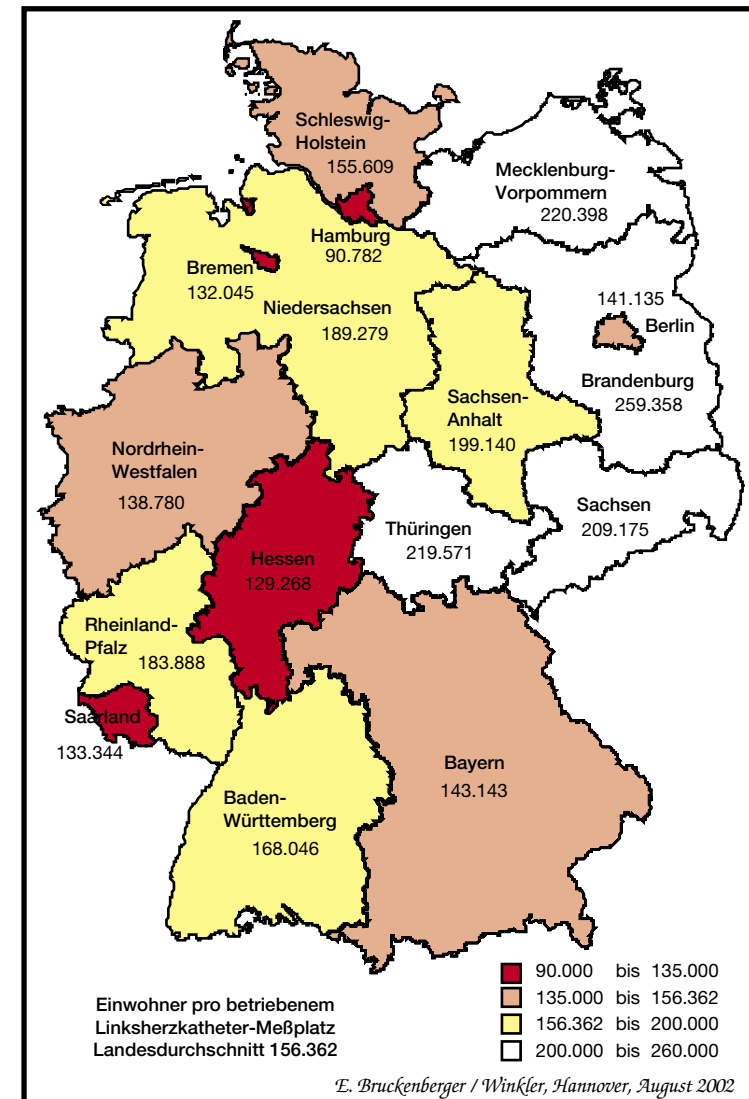 Schleswig-
Holstein
155.609
Mecklenburg-
Vorpommern
220.398
Hamburg
90.782
Bremen
132.045
Niedersachsen
189.279
141.135
Berlin
Brandenburg
259.358
Sachsen-
Anhalt
199.140
Nordrhein-
Westfalen
138.780
Sachsen
209.175
Thüringen
219.571
Hessen
129.268
Rheinland-
Pfalz
183.888
Saarland
133.344
Bayern
143.143
Baden-
Württemberg
168.046
Einwohner pro betriebenem
Linksherzkatheter-Meßplatz
Landesdurchschnitt 156.362
90.000 bis 135.000
135.000 bis 156.362
156.362 bis 200.000
200.000 bis 260.000
E. Bruckenberger / Winkler, Hannover, August 2002